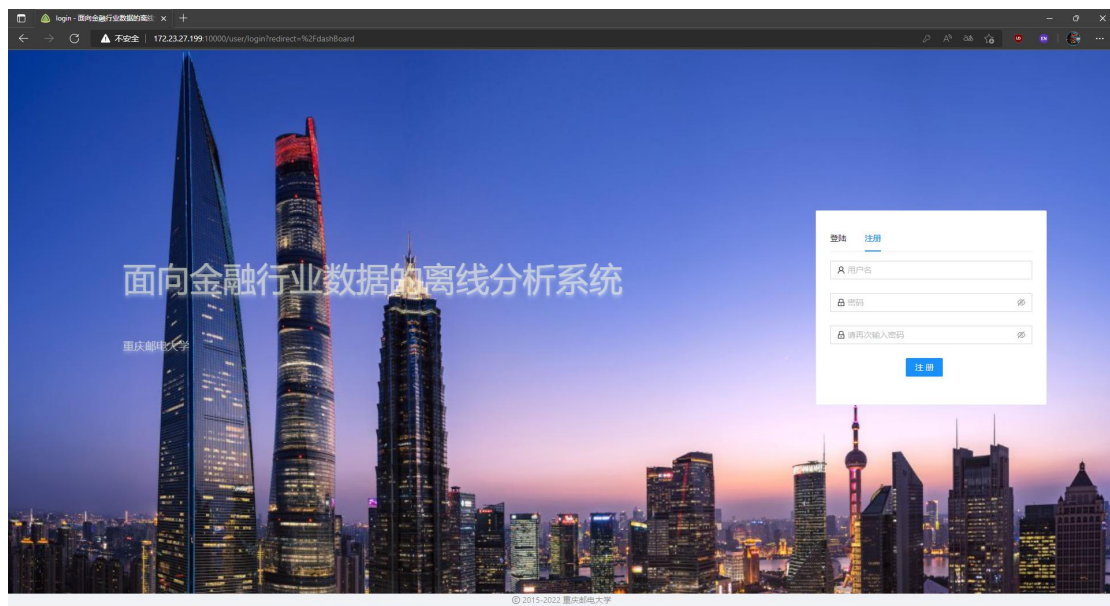 login - 面向金融行业数据的离线
不安全 | 172.23.27.199:10000/user/login?redirect=%2FdashBoard
面向金融行业数据的离线分析系统
重庆邮电大学
登陆 注册
用户名
密码
请再次输入密码
注 册
© 2015-2022 重庆邮电大学